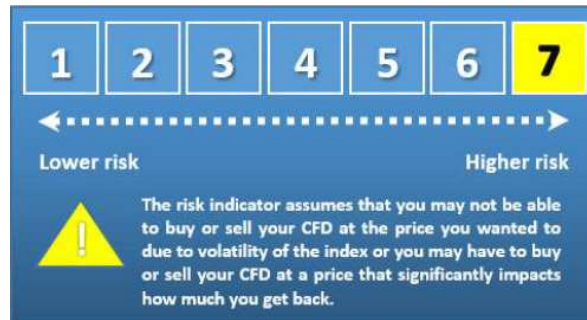 1 2 3 4 5 6 7
Lower risk Higher risk
!
The risk indicator assumes that you may not be able
to buy or sell your CFD at the price you wanted to
due to volatility of the index or you may have to buy
or sell your CFD at a price that significantly impacts
how much you get back.